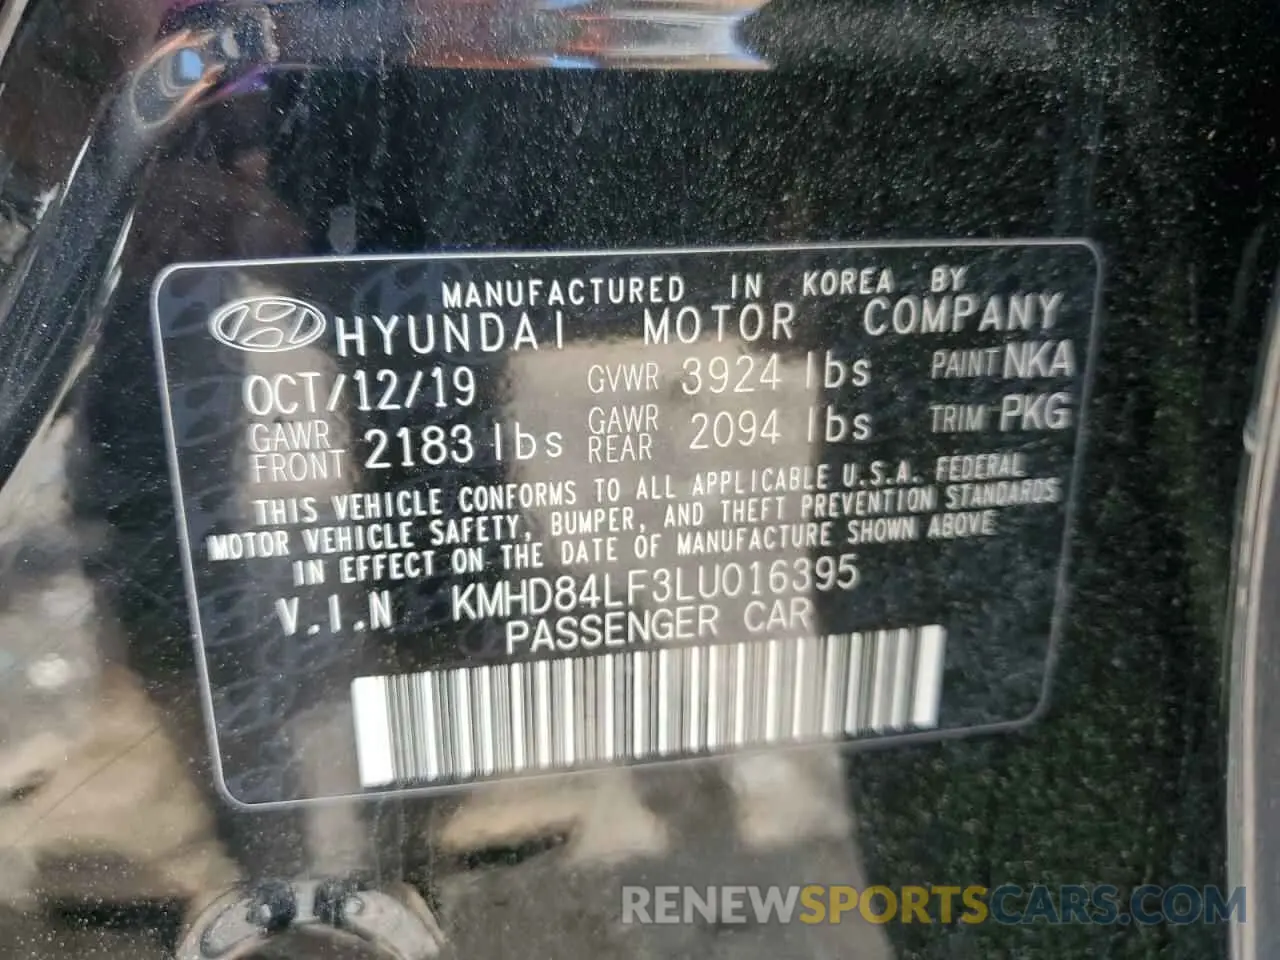 MANUFACTURED IN KOREA BY
HYUNDAI MOTOR COMPANY
OCT/12/19 GVWR 3924 lbs PAINT NKA
GAWR FRONT 2183 lbs GAWR REAR 2094 lbs TRIM PKG
THIS VEHICLE CONFORMS TO ALL APPLICABLE U.S.A. FEDERAL
MOTOR VEHICLE SAFETY, BUMPER, AND THEFT PREVENTION STANDARDS
IN EFFECT ON THE DATE OF MANUFACTURE SHOWN ABOVE
V.I.N KMHD84LF3LU016395
PASSENGER CAR
RENEWSPORTSCARS.COM